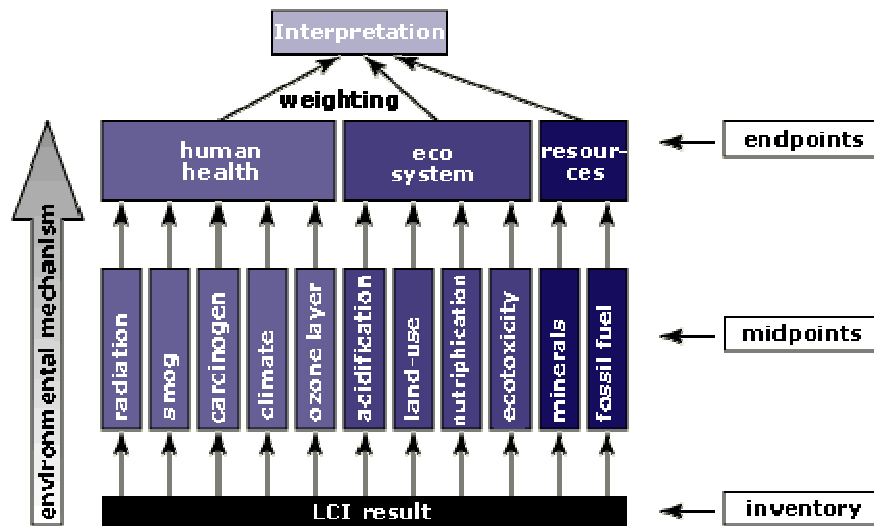 Interpretation
weighting
human
health
eco
system
resour-
ces
endpoints
environmental mechanism
radiation
smog
carcinogen
climate
ozone layer
acidification
land-use
nutriphication
ecotoxicity
minerals
fossil fuel
midpoints
LCI result
inventory